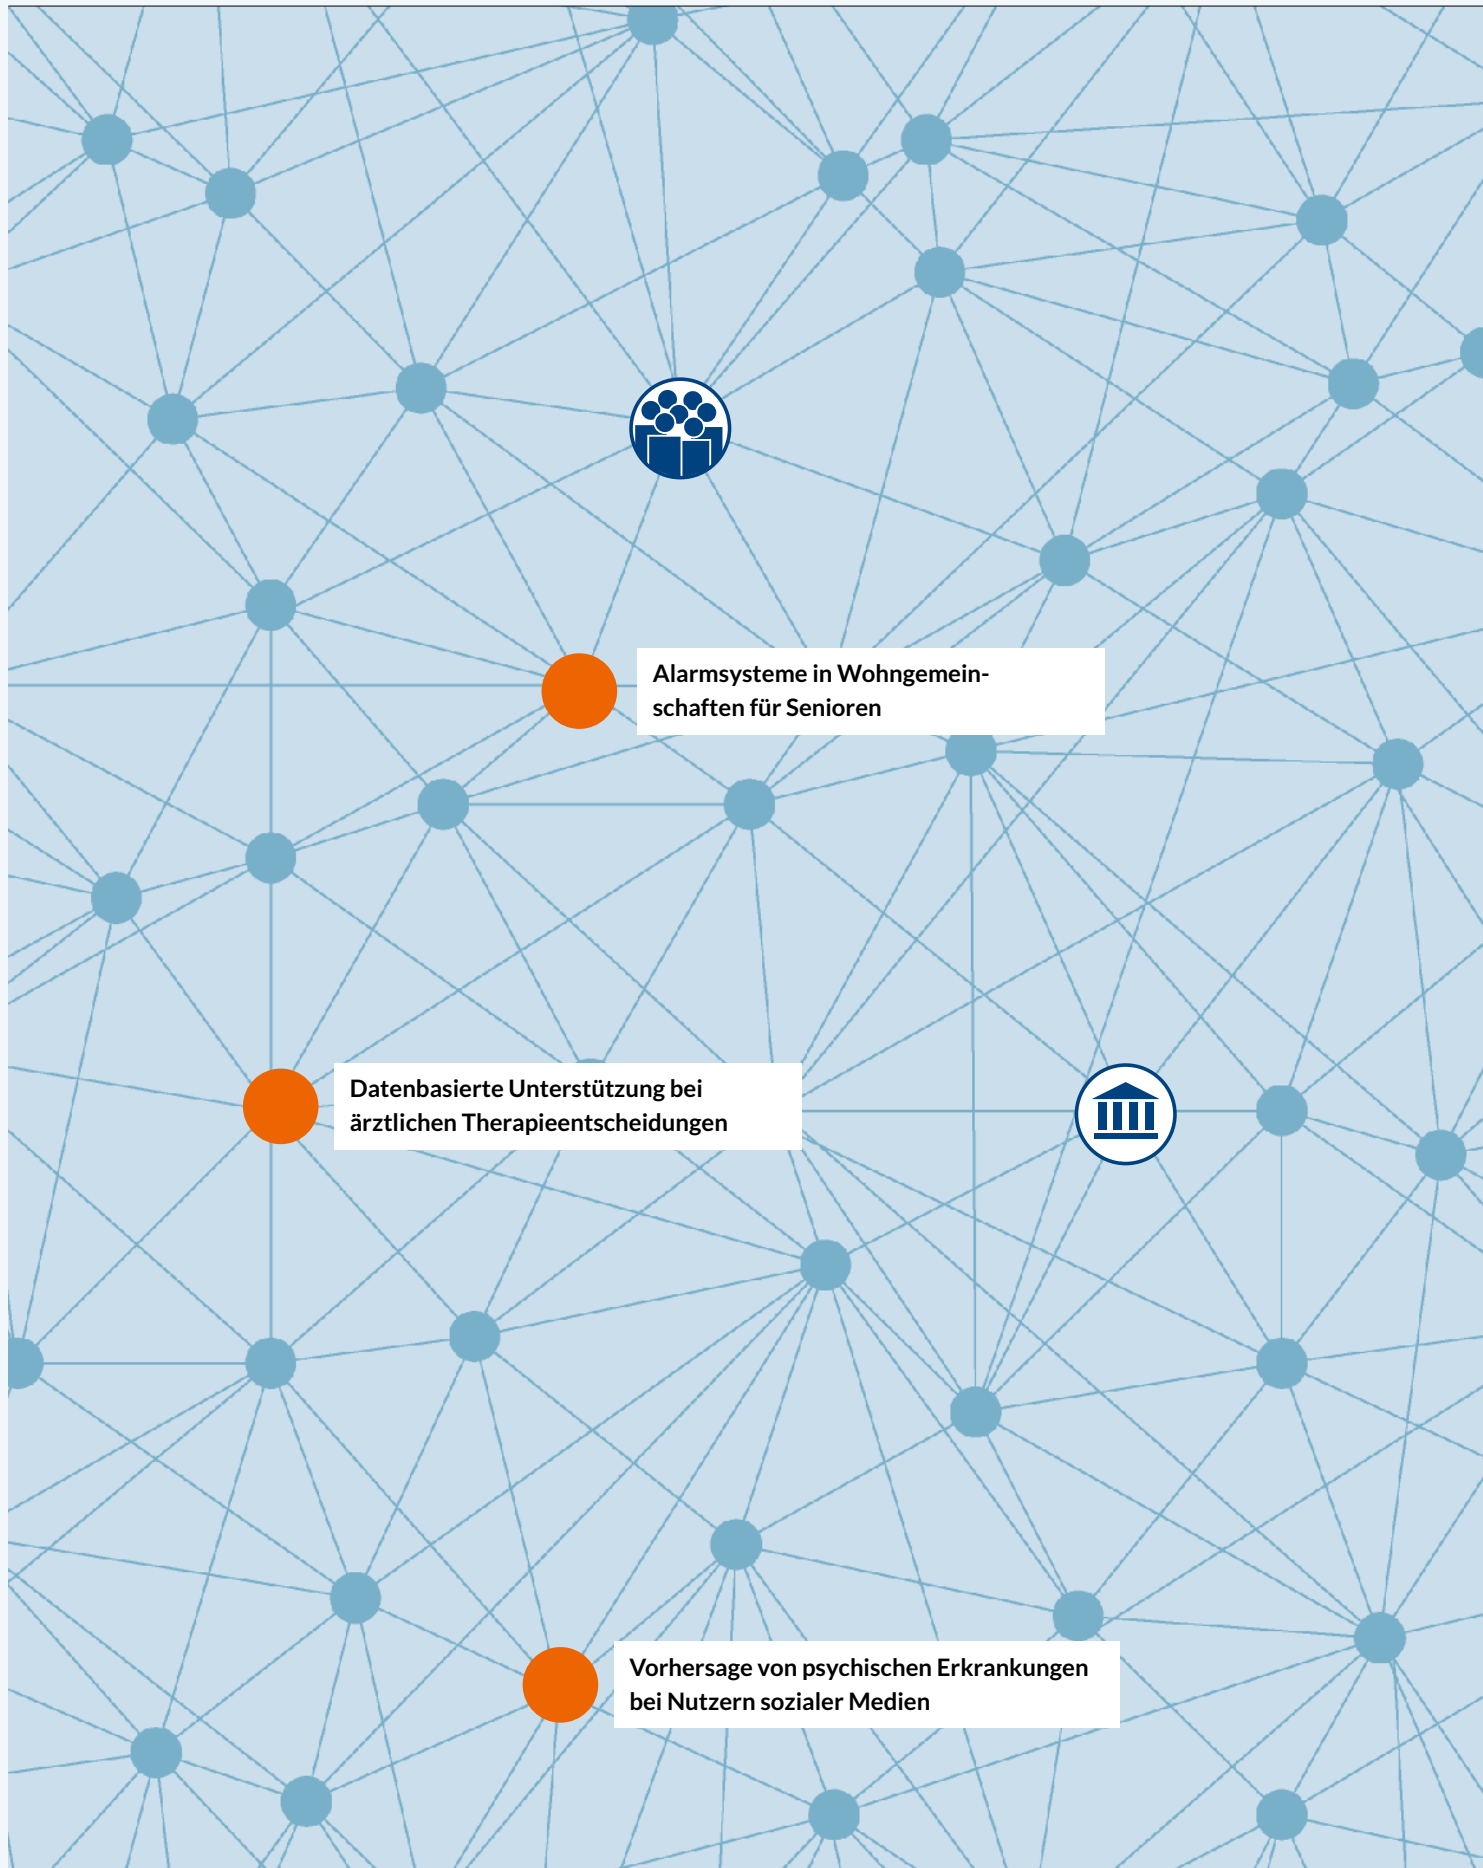 Alarmsysteme in Wohngemein-
schaften für Senioren
Datenbasierte Unterstützung bei
ärztlichen Therapieentscheidungen
Vorhersage von psychischen Erkrankungen
bei Nutzern sozialer Medien